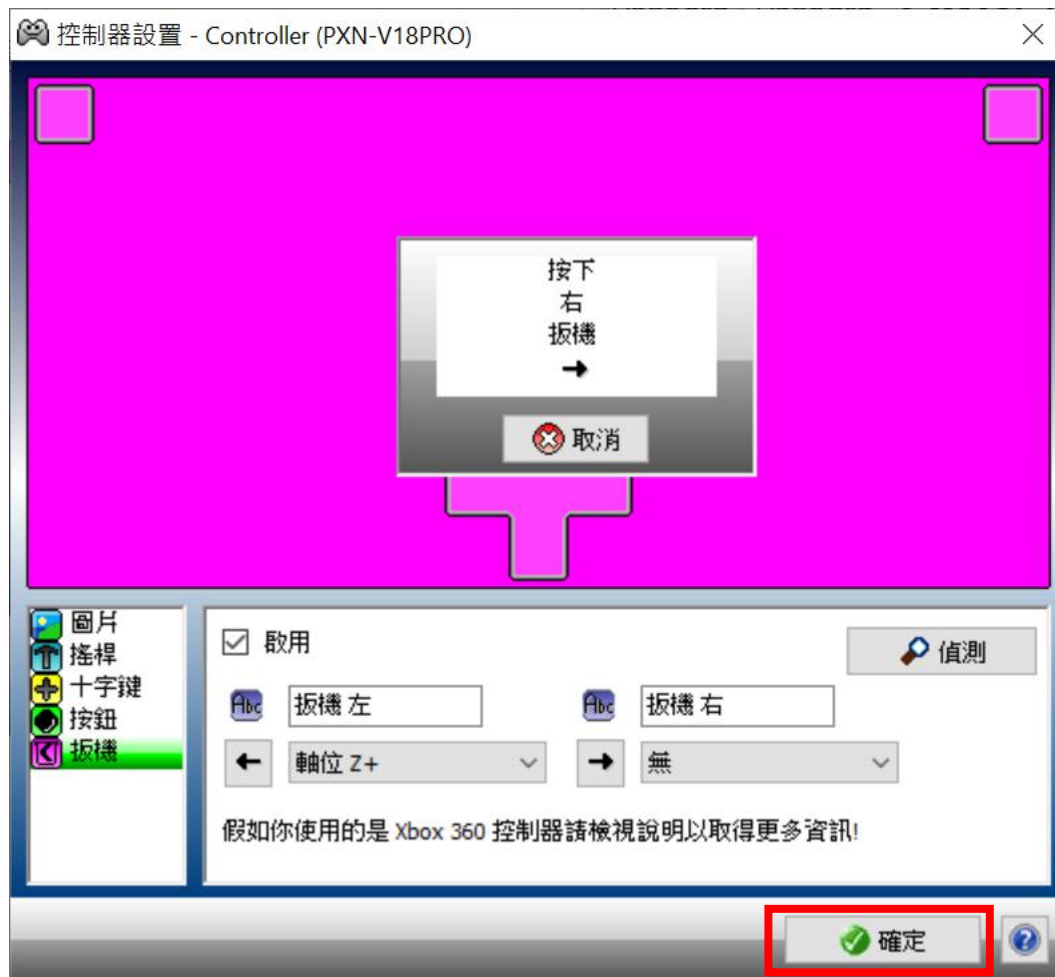 控制器設置 - Controller (PXN-V18PRO)
按下
右
扳機
取消
圖片
搖桿
十字鍵
按鈕
扳機
啟用
偵測
Abc 扳機 左 Abc 扳機 右
軸位 Z+ 無
假如你使用的是 Xbox 360 控制器請檢視說明以取得更多資訊!
確定